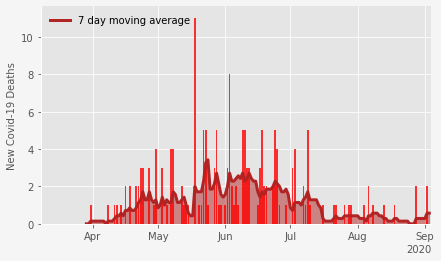 7 day moving average
New Covid-19 Deaths
10
8
6
4
2
0
Apr
May
Jun
Jul
Aug
Sep
2020